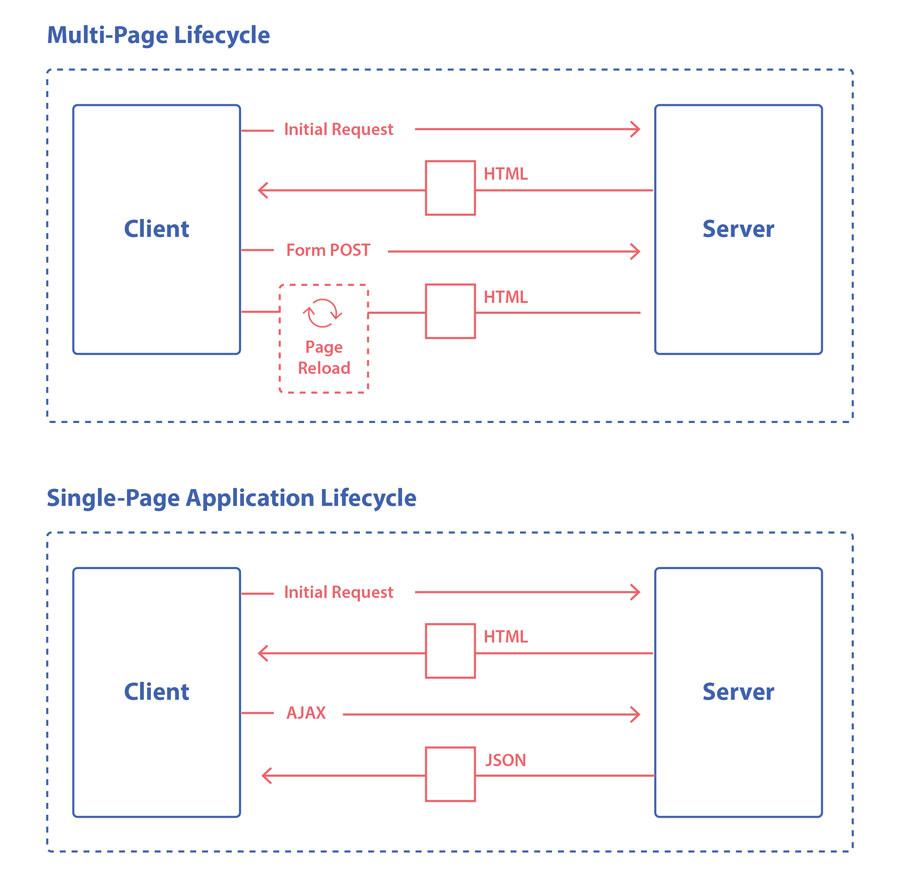 Multi-Page Lifecycle
Initial Request
HTML
Client
Server
Form POST
HTML
Page
Reload
Single-Page Application Lifecycle
Initial Request
HTML
Client
Server
AJAX
JSON